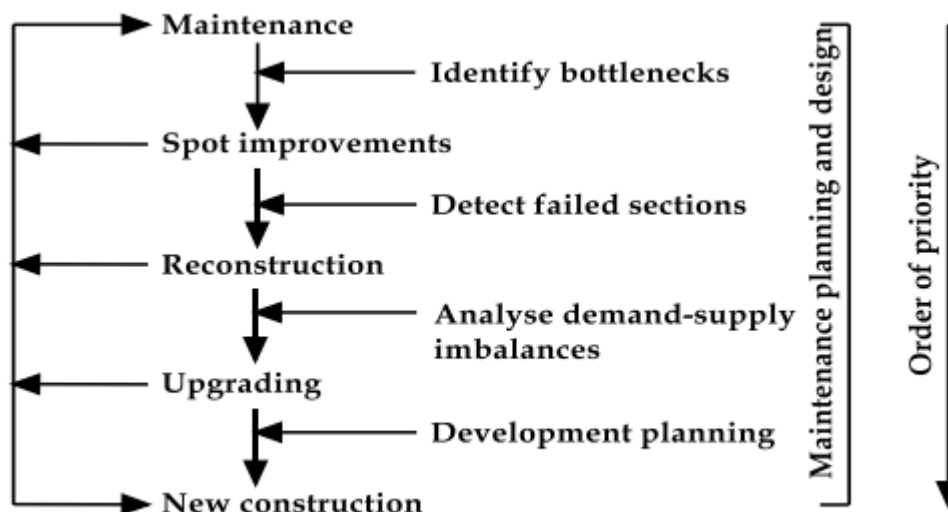 Maintenance
Identify bottlenecks
Spot improvements
Detect failed sections
Reconstruction
Analyse demand-supply
imbalances
Upgrading
Development planning
New construction
Maintenance planning and design
Order of priority